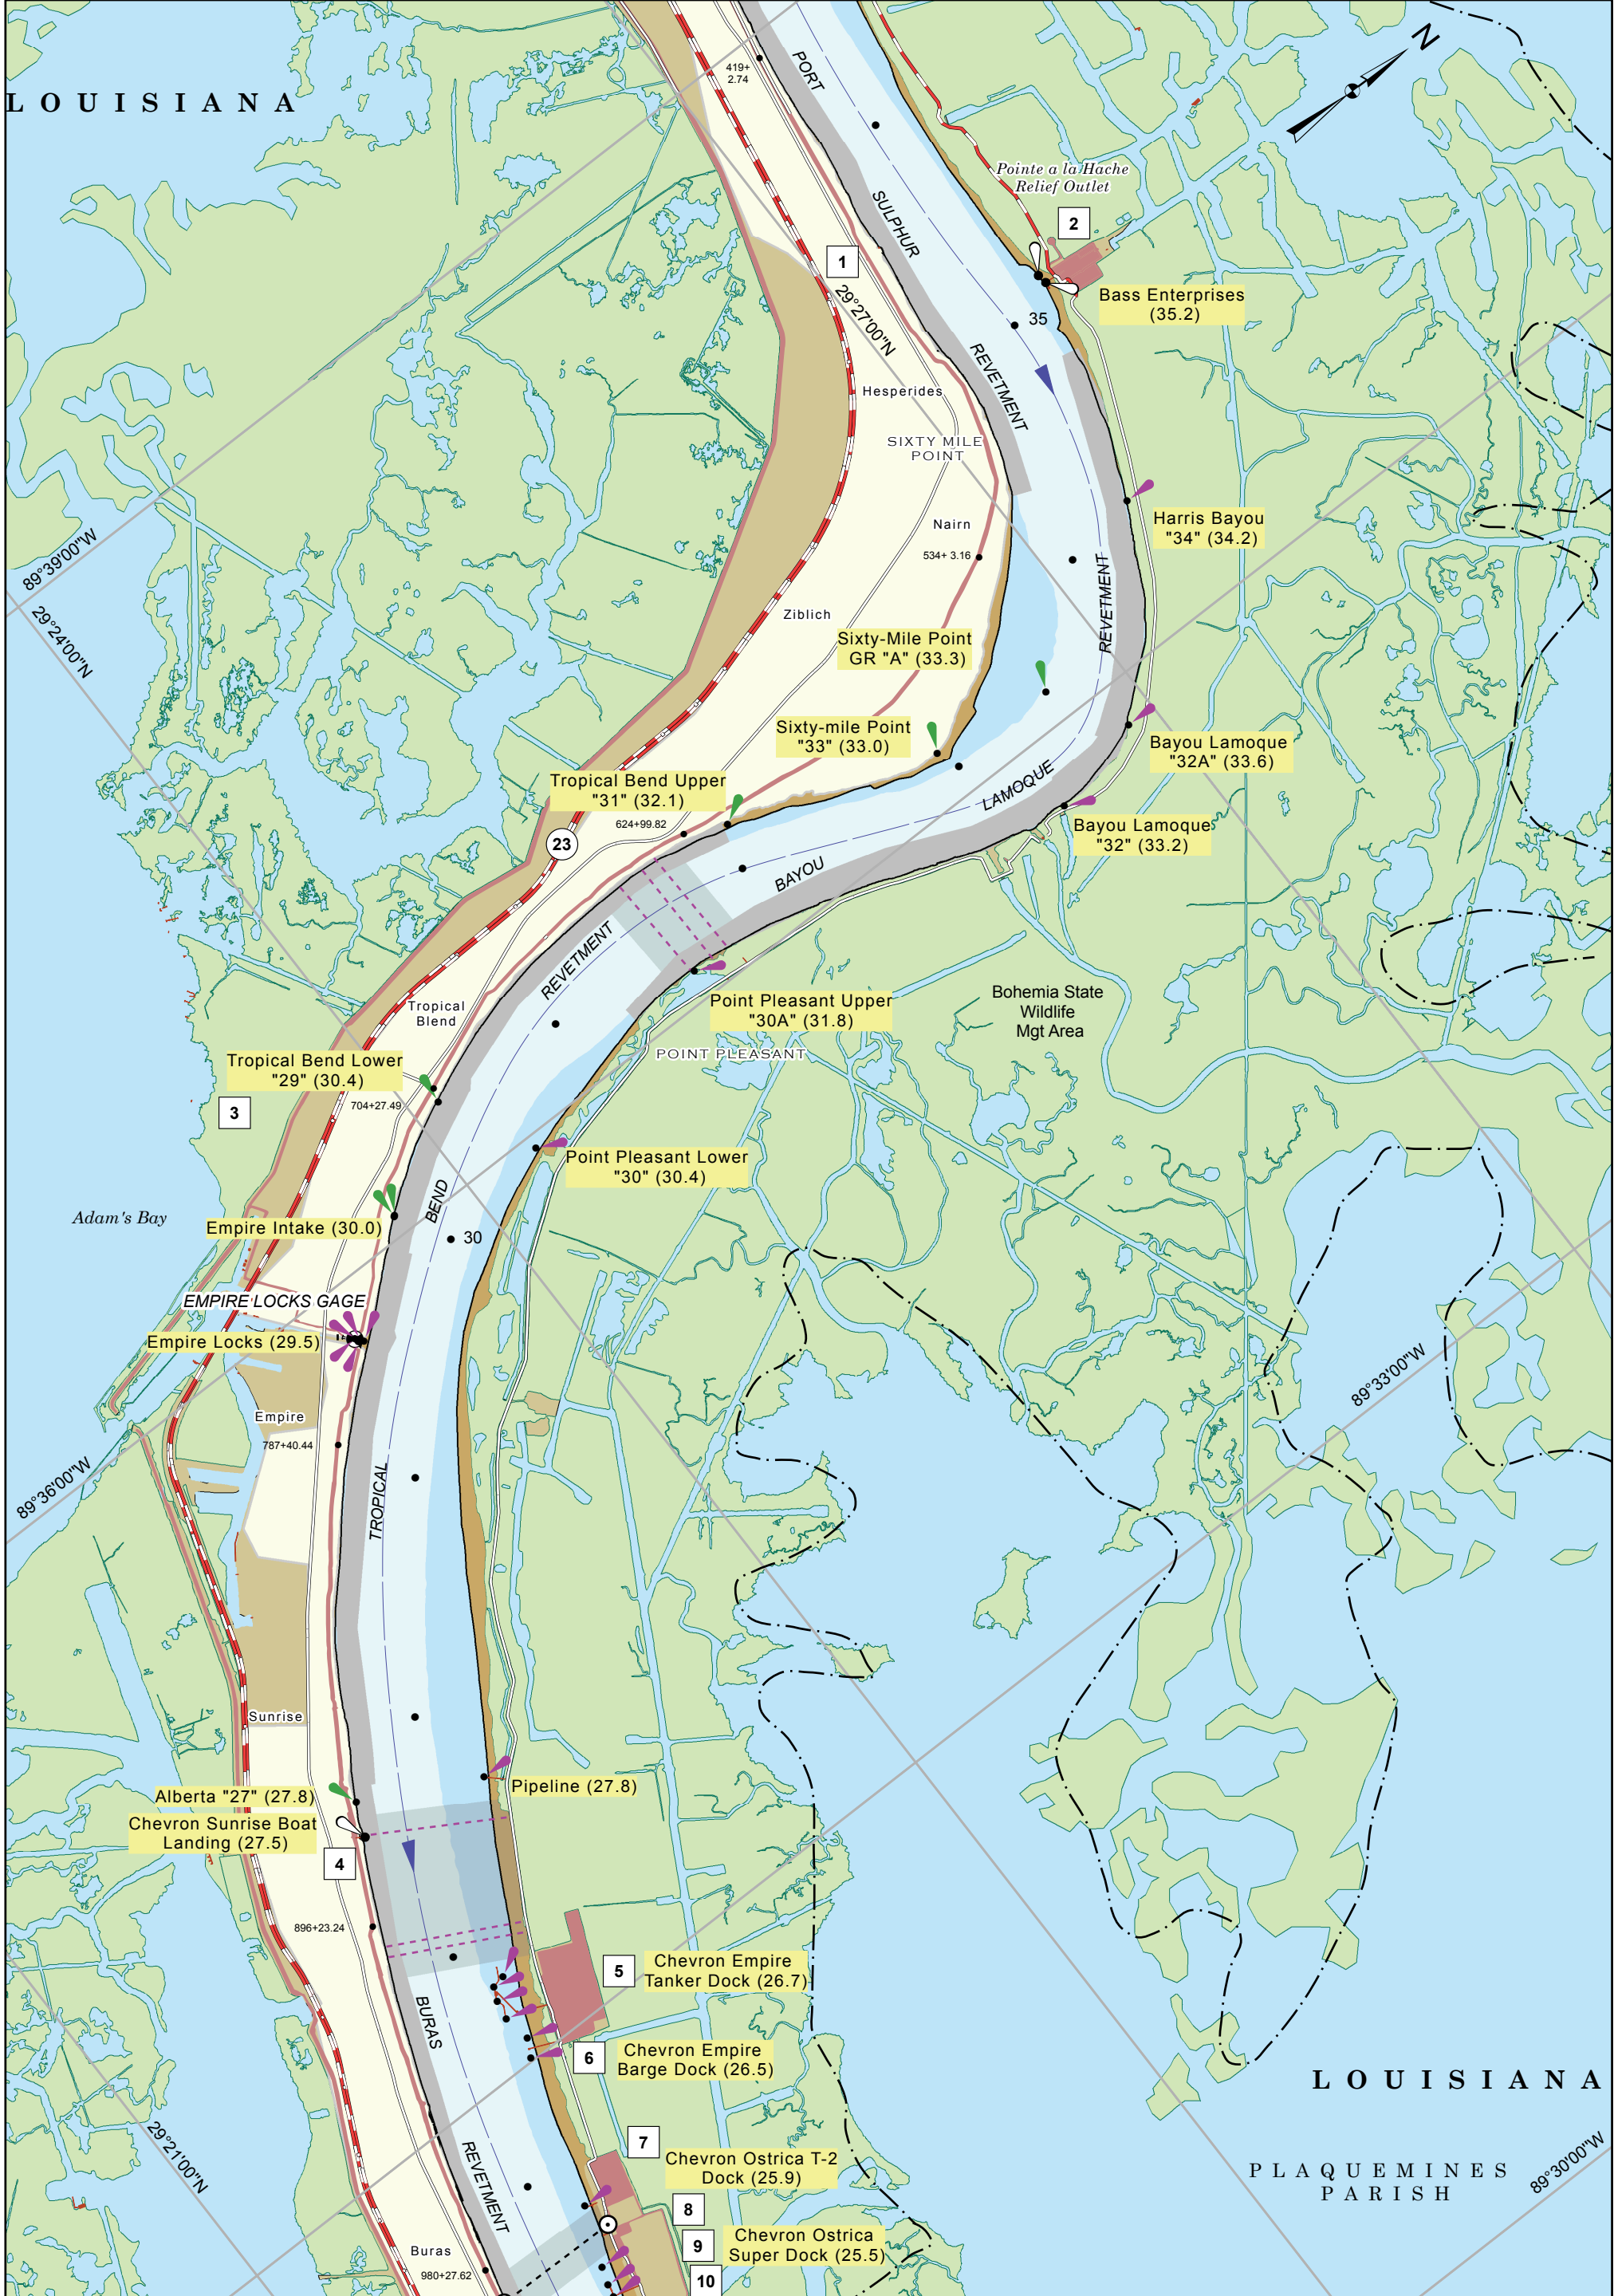 LOUISIANA
419+
2.74
PORT
N
Pointe a la Hache
Relief Outlet
2
SULPHUR
1
Bass Enterprises
(35.2)
29°27'00"N
35
REVETMENT
Hesperides
SIXTY MILE
POINT
Harris Bayou
"34" (34.2)
Nairn
534+ 3.16
89°39'00"W
REVETMENT
Ziblich
29°24'00"N
Sixty-Mile Point
GR "A" (33.3)
Sixty-mile Point
"33" (33.0)
Bayou Lamoque
"32A" (33.6)
Tropical Bend Upper
"31" (32.1)
LAMOQUE
624+99.82
Bayou Lamoque
"32" (33.2)
23
BAYOU
REVETMENT
Bohemia State
Wildlife
Mgt Area
Point Pleasant Upper
"30A" (31.8)
Tropical
Blend
POINT PLEASANT
Tropical Bend Lower
"29" (30.4)
3
704+27.49
Point Pleasant Lower
"30" (30.4)
BEND
Adam's Bay
Empire Intake (30.0)
30
EMPIRE LOCKS GAGE
Empire Locks (29.5)
89°33'00"W
Empire
787+40.44
89°36'00"W
TROPICAL
Sunrise
Pipeline (27.8)
Alberta "27" (27.8)
Chevron Sunrise Boat
Landing (27.5)
4
896+23.24
5
Chevron Empire
Tanker Dock (26.7)
BURAS
6
Chevron Empire
Barge Dock (26.5)
LOUISIANA
29°21'00"N
7
REVETMENT
Chevron Ostrica T-2
Dock (25.9)
PLAQUEMINES
PARISH
89°30'00"W
8
9
Chevron Ostrica
Super Dock (25.5)
Buras
980+27.62
10